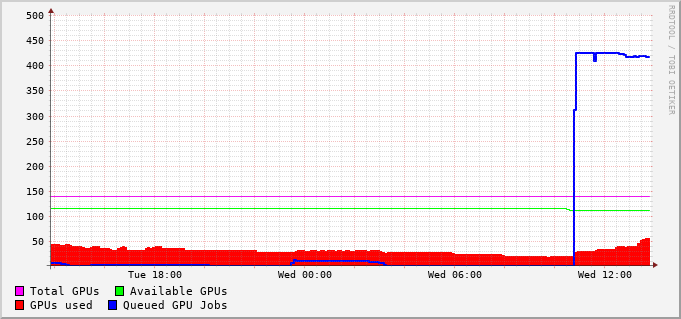 500
450
400
350
300
250
200
150
100
50
Tue 18:00 Wed 00:00 Wed 06:00 Wed 12:00
Total GPUs Available GPUs
GPUs used Queued GPU Jobs
RRDTOOL / TOBI OETIKER